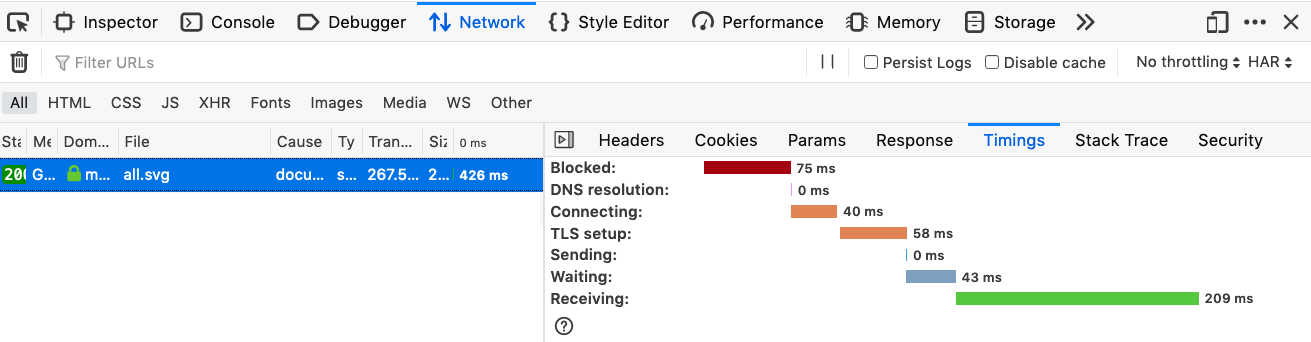 Inspector Console Debugger Network Style Editor Performance Memory Storage
Filter URLs Persist Logs Disable cache No throttling HAR
All HTML CSS JS XHR Fonts Images Media WS Other
Sta Me Dom... File Cause Ty Tran... Siz 0 ms Headers Cookies Params Response Timings Stack Trace Security
200 G... m... all.svg docu... s... 267.5... 2... 426 ms
Blocked: 75 ms
DNS resolution: 0 ms
Connecting: 40 ms
TLS setup: 58 ms
Sending: 0 ms
Waiting: 43 ms
Receiving: 209 ms